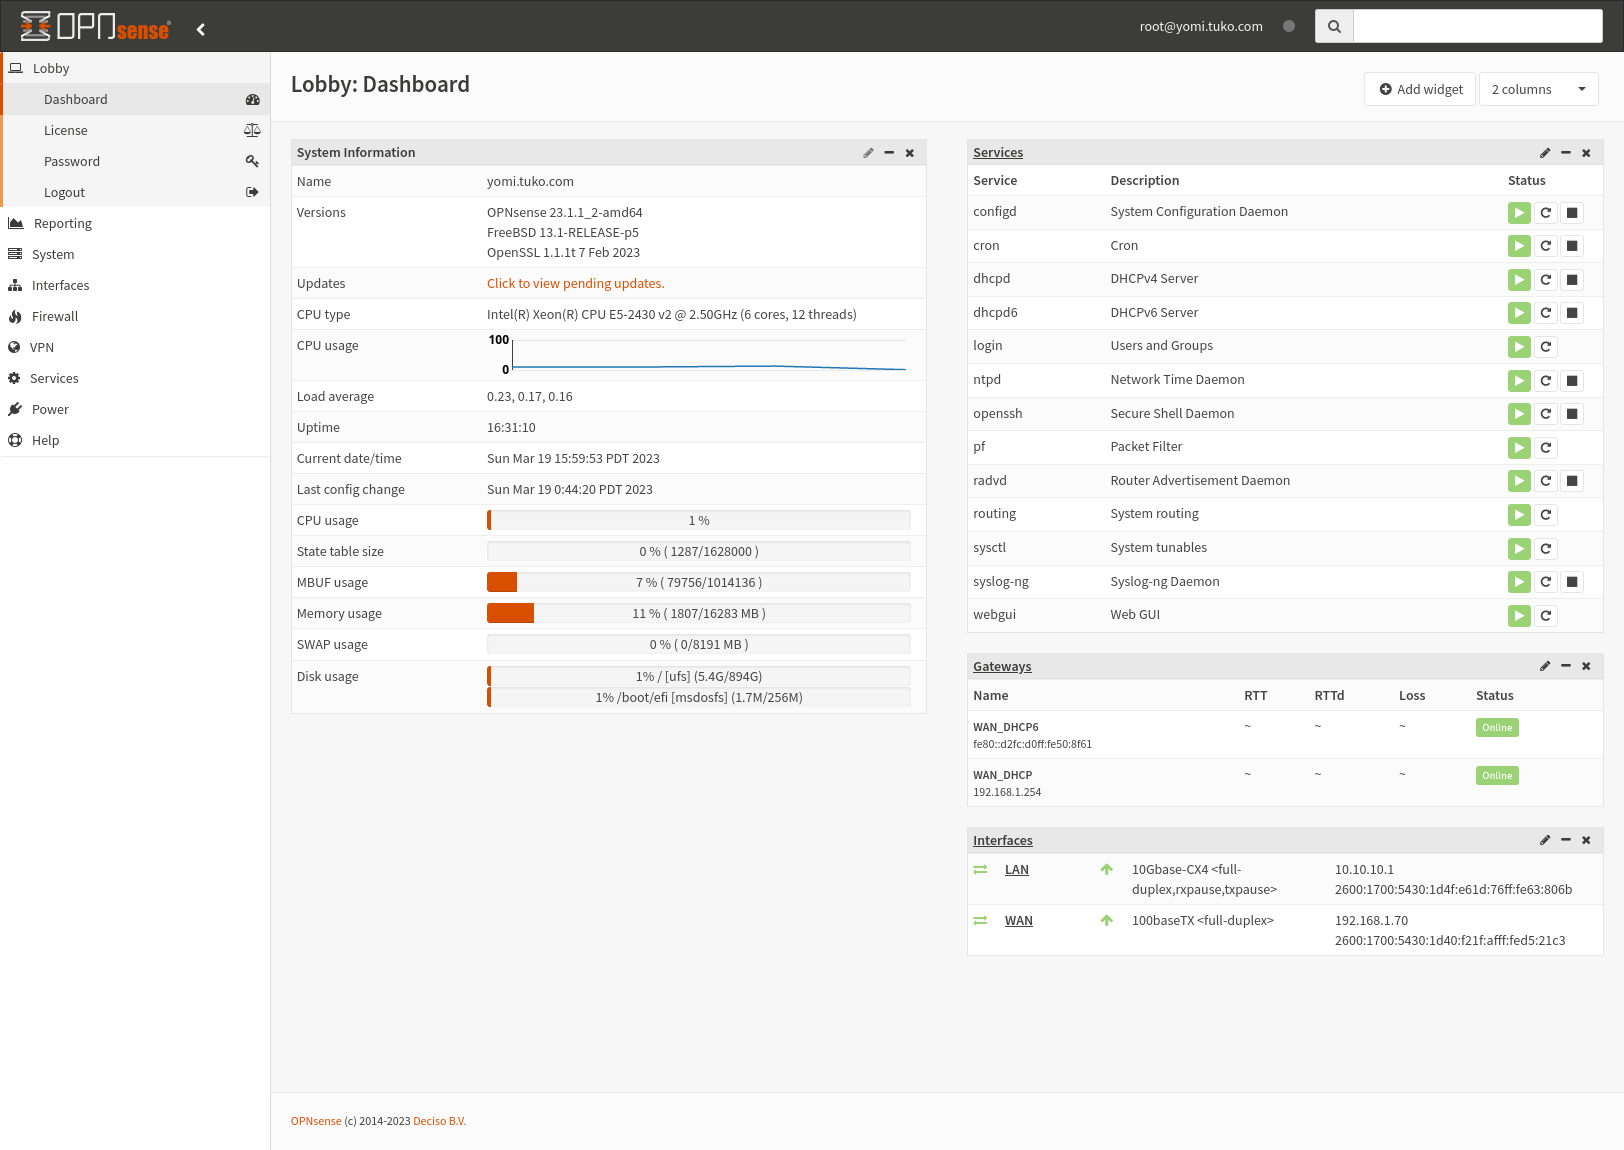 OPNsense
root@yomi.tuko.com
Lobby
Dashboard
License
Password
Logout
Reporting
System
Interfaces
Firewall
VPN
Services
Power
Help
Lobby: Dashboard
Add widget
2 columns
System Information
Name yomi.tuko.com
Versions OPNsense 23.1.1_2-amd64
FreeBSD 13.1-RELEASE-p5
OpenSSL 1.1.1t 7 Feb 2023
Updates Click to view pending updates.
CPU type Intel(R) Xeon(R) CPU E5-2430 v2 @ 2.50GHz (6 cores, 12 threads)
CPU usage 100
0
Load average 0.23, 0.17, 0.16
Uptime 16:31:10
Current date/time Sun Mar 19 15:59:53 PDT 2023
Last config change Sun Mar 19 0:44:20 PDT 2023
CPU usage 1 %
State table size 0 % ( 1287/1628000 )
MBUF usage 7 % ( 79756/1014136 )
Memory usage 11 % ( 1807/16283 MB )
SWAP usage 0 % ( 0/8191 MB )
Disk usage 1% / [ufs] (5.4G/894G)
1% /boot/efi [msdosfs] (1.7M/256M)
Services
Service Description Status
configd System Configuration Daemon
cron Cron
dhcpd DHCPv4 Server
dhcpd6 DHCPv6 Server
login Users and Groups
ntpd Network Time Daemon
openssh Secure Shell Daemon
pf Packet Filter
radvd Router Advertisement Daemon
routing System routing
sysctl System tunables
syslog-ng Syslog-ng Daemon
webgui Web GUI
Gateways
Name RTT RTTd Loss Status
WAN_DHCP6 ~ ~ ~ Online
fe80::d2fc:d0ff:fe50:8f61
WAN_DHCP ~ ~ ~ Online
192.168.1.254
Interfaces
LAN 10Gbase-CX4 <full- 10.10.10.1
duplex,rxpause,txpause> 2600:1700:5430:1d4f:e61d:76ff:fe63:806b
WAN 100baseTX <full-duplex> 192.168.1.70
2600:1700:5430:1d40:f21f:afff:fed5:21c3
OPNsense (c) 2014-2023 Deciso B.V.